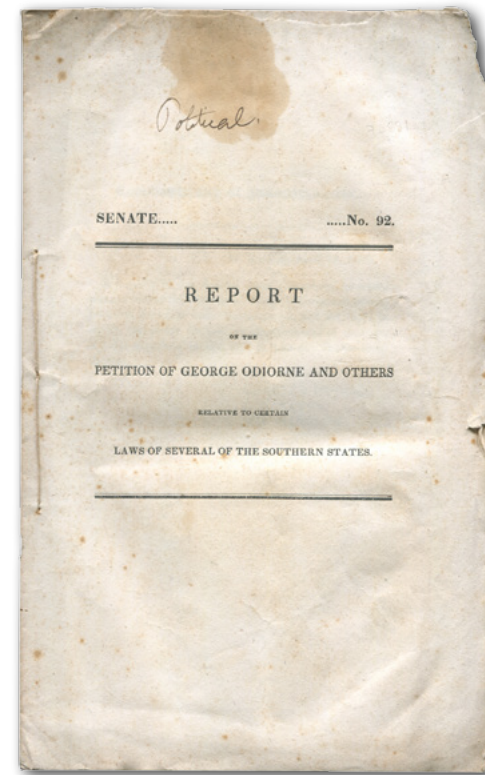 Political.
SENATE..... .....No. 92.
REPORT
ON THE
PETITION OF GEORGE ODIORNE AND OTHERS
RELATIVE TO CERTAIN
LAWS OF SEVERAL OF THE SOUTHERN STATES.